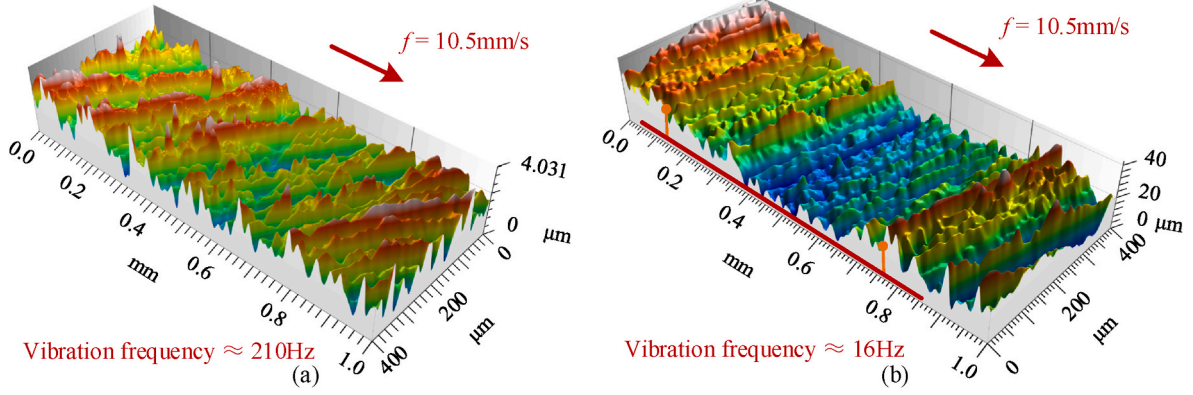 f = 10.5mm/s
4.031
0
μm
0.0
0.2
0.4
0.6
0.8
1.0
mm
0
200
400
μm
Vibration frequency ≈ 210Hz
(a)
f = 10.5mm/s
40
20
0
μm
0.0
0.2
0.4
0.6
0.8
1.0
mm
400
200
0
μm
Vibration frequency ≈ 16Hz
(b)